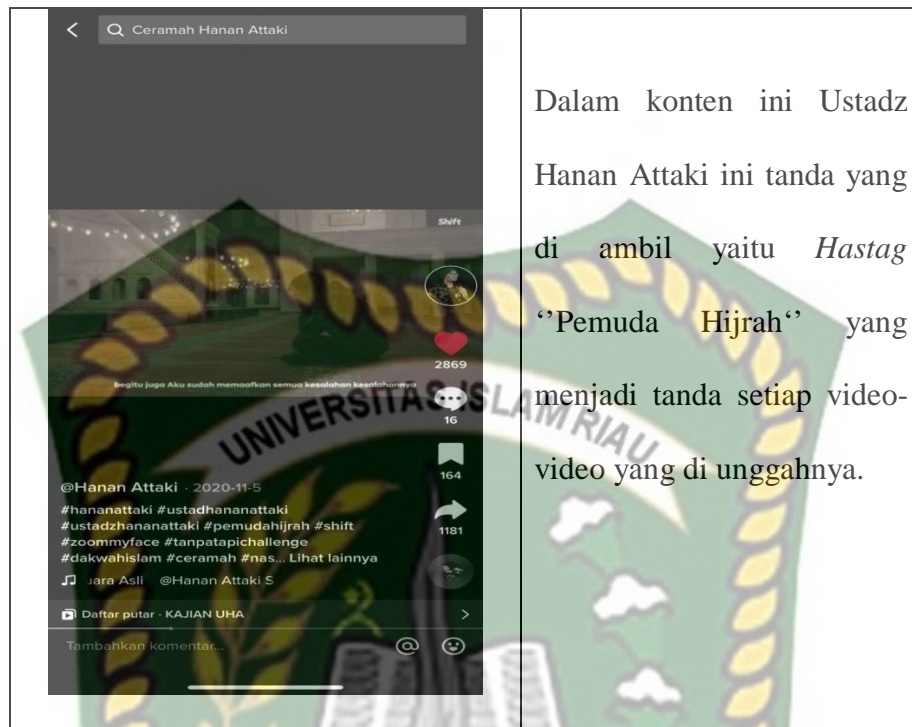 Ceramah Hanan Attaki
Shift
begitu juga Aku sudah memaafkan semua kesalahan kesalahannya
2869
16
164
1181
@Hanan Attaki · 2020-11-5
#hananattaki #ustadhananattaki
#ustadzhananattaki #pemudahijrah #shift
#zoommyface #tanpatapichallenge
#dakwahislam #ceramah #nas... Lihat lainnya
ara Asli @Hanan Attaki S
Daftar putar · KAJIAN UHA
Tambahkan komentar...
Dalam konten ini Ustadz
Hanan Attaki ini tanda yang
di ambil yaitu Hastag
‘’Pemuda Hijrah‘’ yang
menjadi tanda setiap video-
video yang di unggahnya.
UNIVERSITAS ISLAM RIAU